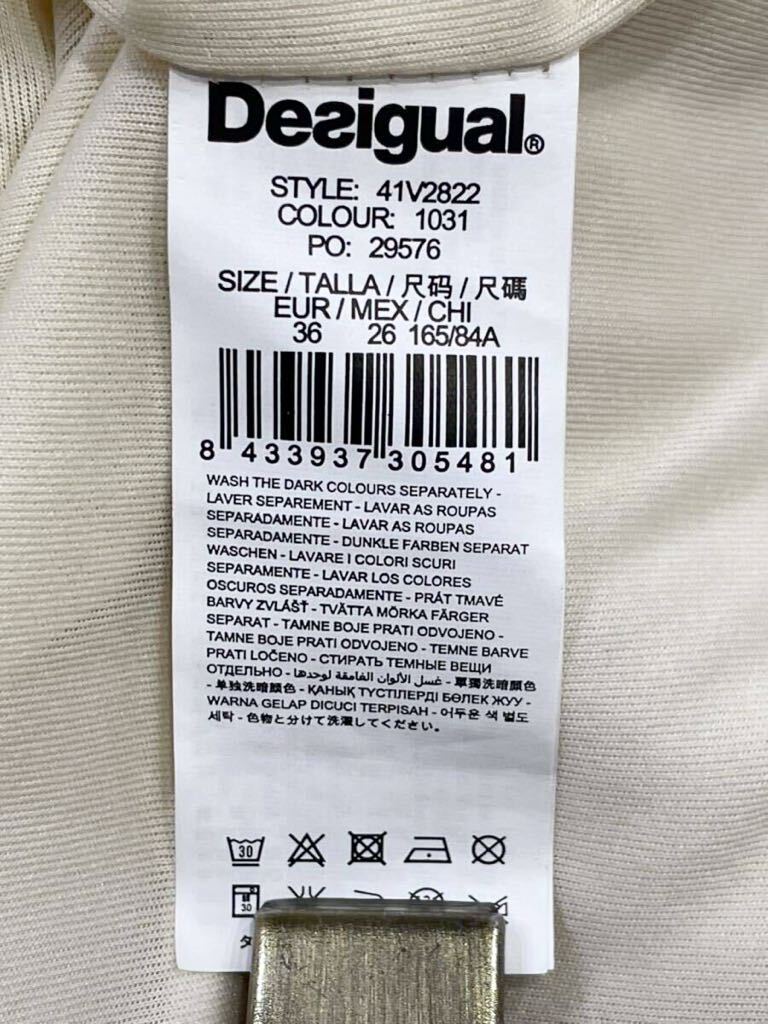 Desigual®
STYLE: 41V2822
COLOUR: 1031
PO: 29576
SIZE / TALLA / 尺码 / 尺碼
EUR / MEX / CHI
36 26 165/84A
8 433937 305481
WASH THE DARK COLOURS SEPARATELY -
LAVER SEPAREMENT - LAVAR AS ROUPAS
SEPARADAMENTE - LAVAR AS ROUPAS
SEPARADAMENTE - DUNKLE FARBEN SEPARAT
WASCHEN - LAVARE I COLORI SCURI
SEPARAMENTE - LAVAR LOS COLORES
OSCUROS SEPARADAMENTE - PRÁT TMAVÉ
BARVY ZVLÁŠŤ - TVÄTTA MÖRKA FÄRGER
SEPARAT - TAMNE BOJE PRATI ODVOJENO -
TAMNE BOJE PRATI ODVOJENO - TEMNE BARVE
PRATI LOČENO - СТИРАТЬ ТЕМНЫЕ ВЕЩИ
ОТДЕЛЬНО - غسل الألوان الغامقة لوحدها - 單獨洗暗顏色
- 单独洗暗颜色 - ҚАНЫҚ ТҮСТІЛЕРДІ БӨЛЕК ЖУУ -
WARNA GELAP DICUCI TERPISAH - 어두운 색 별도
세탁 - 色物と分けて洗濯してください。
30
30